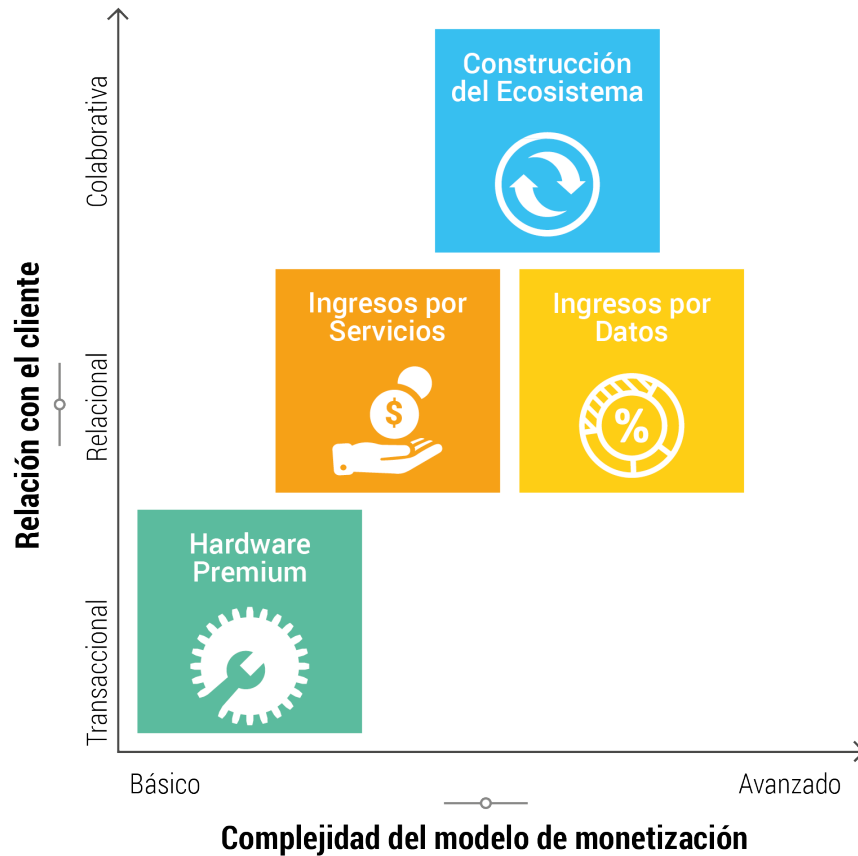 Construcción
del Ecosistema
Colaborativa
Ingresos por
Servicios
$
Ingresos por
Datos
%
Relación con el cliente
Relacional
Hardware
Premium
Transaccional
Básico
Avanzado
Complejidad del modelo de monetización